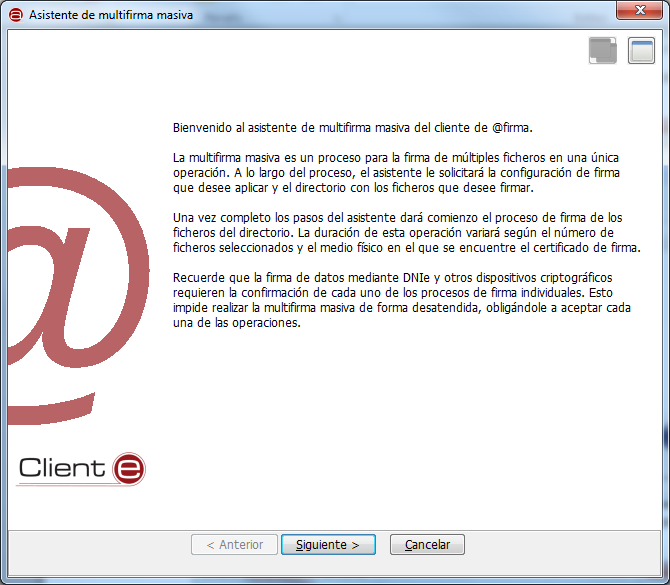 Asistente de multifirma masiva
Bienvenido al asistente de multifirma masiva del cliente de @firma.
La multifirma masiva es un proceso para la firma de múltiples ficheros en una única
operación. A lo largo del proceso, el asistente le solicitará la configuración de firma
que desee aplicar y el directorio con los ficheros que desee firmar.
Una vez completo los pasos del asistente dará comienzo el proceso de firma de los
ficheros del directorio. La duración de esta operación variará según el número de
ficheros seleccionados y el medio físico en el que se encuentre el certificado de firma.
Recuerde que la firma de datos mediante DNIe y otros dispositivos criptográficos
requieren la confirmación de cada uno de los procesos de firma individuales. Esto
impide realizar la multifirma masiva de forma desatendida, obligándole a aceptar cada
una de las operaciones.
@
Client e
< Anterior
Siguiente >
Cancelar